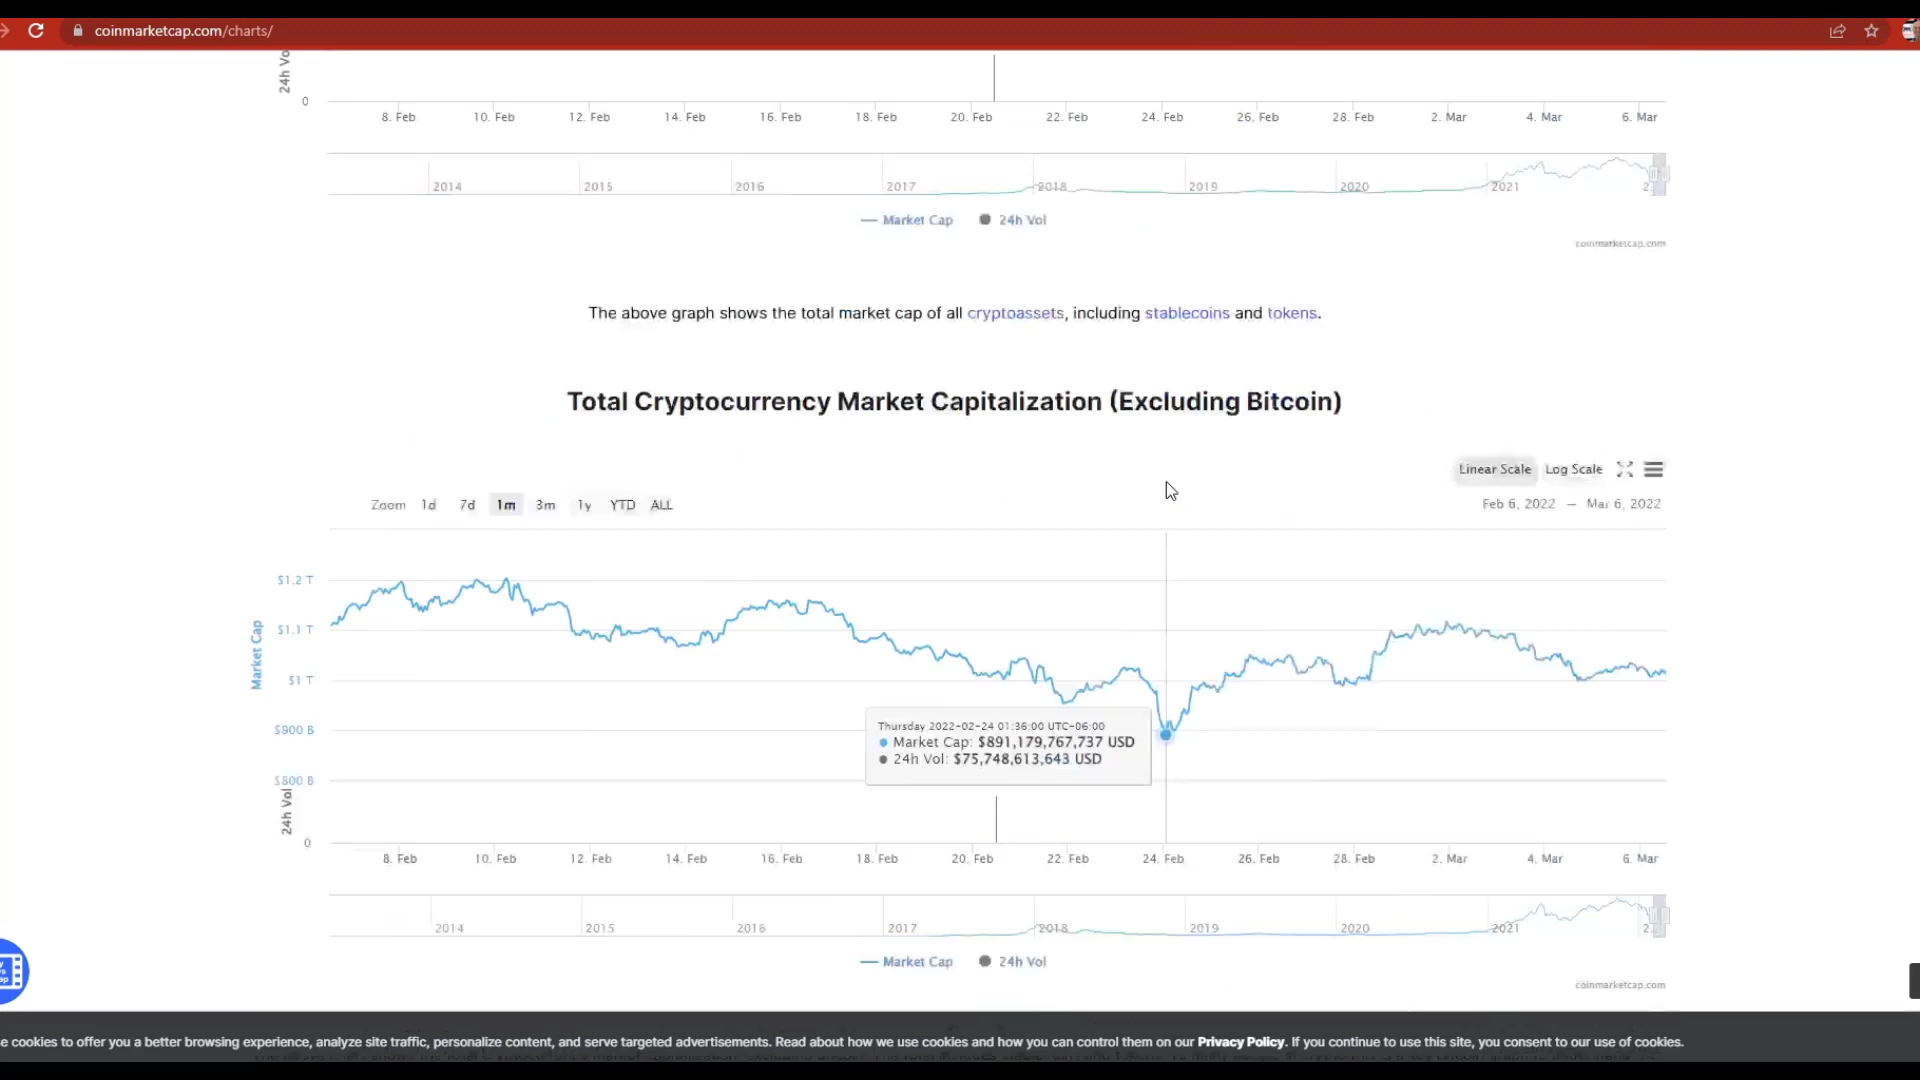 coinmarketcap.com/charts/
24h Vo
0
8. Feb 10. Feb 12. Feb 14. Feb 16. Feb 18. Feb 20. Feb 22. Feb 24. Feb 26. Feb 28. Feb 2. Mar 4. Mar 6. Mar
2014 2015 2016 2017 2018 2019 2020 2021 2...
Market Cap 24h Vol
coinmarketcap.com
The above graph shows the total market cap of all cryptoassets, including stablecoins and tokens.
Total Cryptocurrency Market Capitalization (Excluding Bitcoin)
Linear Scale Log Scale
Zoom 1d 7d 1m 3m 1y YTD ALL
Feb 6, 2022 – Mar 6, 2022
$1.2 T
$1.1 T
$1 T
$900 B
$800 B
Market Cap
Thursday 2022-02-24 01:36:00 UTC-06:00
Market Cap: $891,179,767,737 USD
24h Vol: $75,748,613,643 USD
24h Vol
0
8. Feb 10. Feb 12. Feb 14. Feb 16. Feb 18. Feb 20. Feb 22. Feb 24. Feb 26. Feb 28. Feb 2. Mar 4. Mar 6. Mar
2014 2015 2016 2017 2018 2019 2020 2021 2...
Market Cap 24h Vol
coinmarketcap.com
e cookies to offer you a better browsing experience, analyze site traffic, personalize content, and serve targeted advertisements. Read about how we use cookies and how you can control them on our Privacy Policy. If you continue to use this site, you consent to our use of cookies.